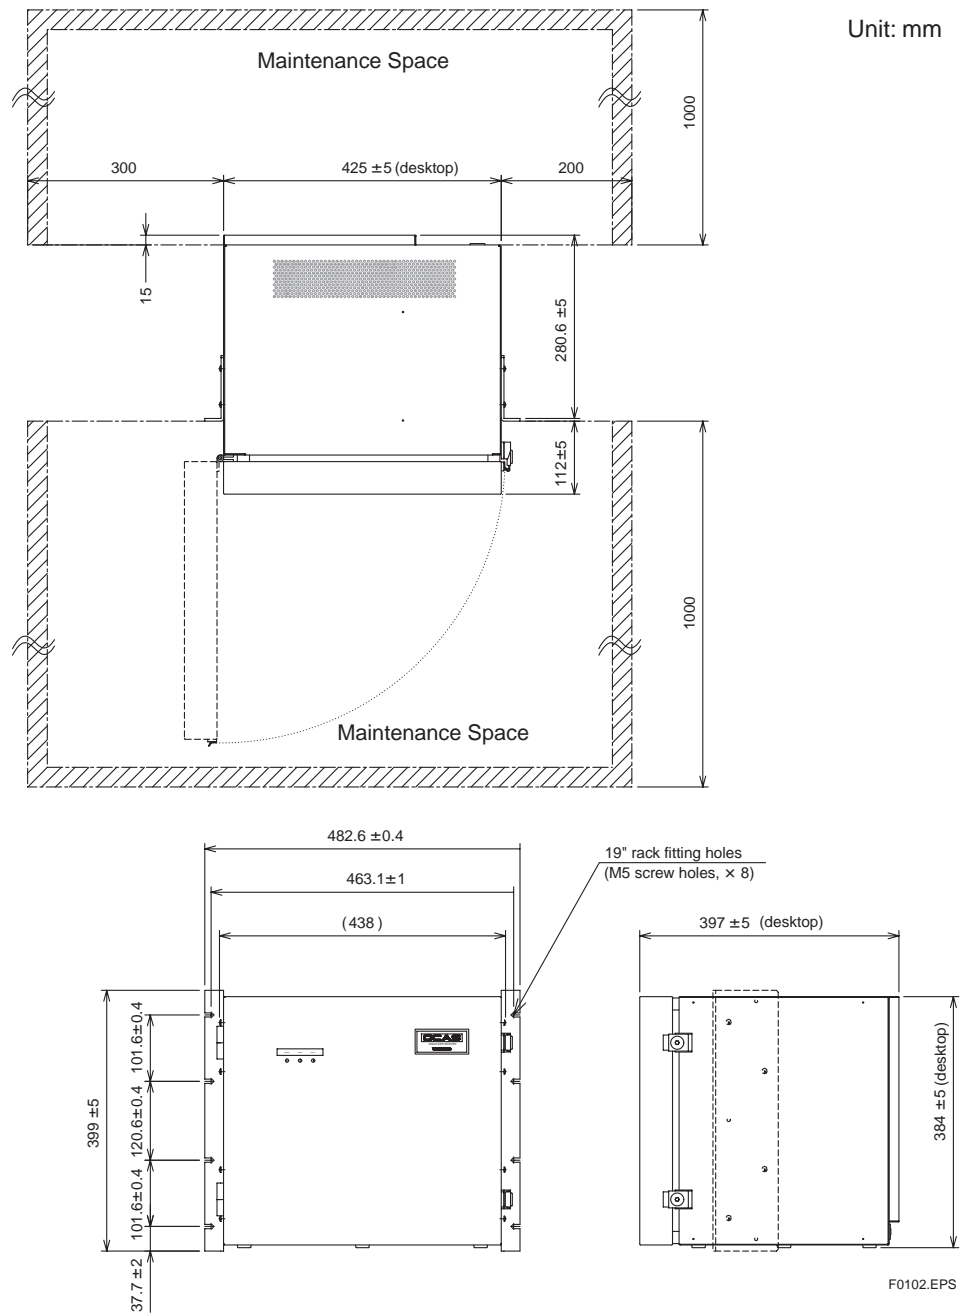 Unit: mm
Maintenance Space
1000
300
425 ±5 (desktop)
200
15
280.6 ±5
112±5
1000
Maintenance Space
482.6 ±0.4
19" rack fitting holes
(M5 screw holes, × 8)
463.1±1
397 ±5 (desktop)
(438)
399 ±5
101.6±0.4
120.6±0.4
101.6±0.4
37.7 ±2
384 ±5 (desktop)
F0102.EPS